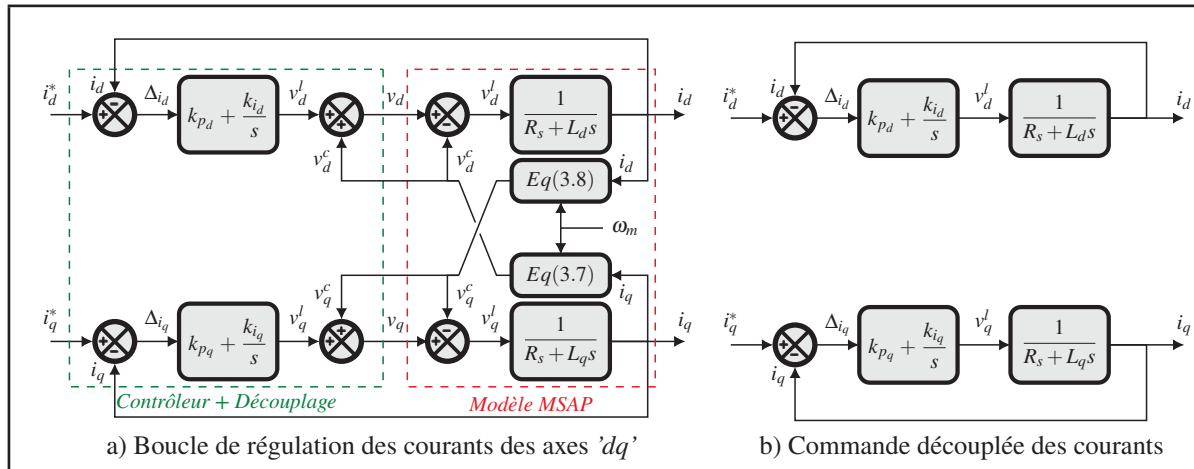 i_d^* i_d Δ_{i_d} k_{p_d} + k_{i_d}/s v_d^l v_d v_d^l 1/(R_s + L_d s) i_d
v_d^c v_d^c Eq(3.8) i_d
ω_m
v_q^c v_q^c Eq(3.7) i_q
i_q^* i_q Δ_{i_q} k_{p_q} + k_{i_q}/s v_q^l v_q v_q^l 1/(R_s + L_q s) i_q
Contrôleur + Découplage
Modèle MSAP
a) Boucle de régulation des courants des axes 'dq'
i_d^* i_d Δ_{i_d} k_{p_d} + k_{i_d}/s v_d^l 1/(R_s + L_d s) i_d
i_q^* i_q Δ_{i_q} k_{p_q} + k_{i_q}/s v_q^l 1/(R_s + L_q s) i_q
b) Commande découplée des courants